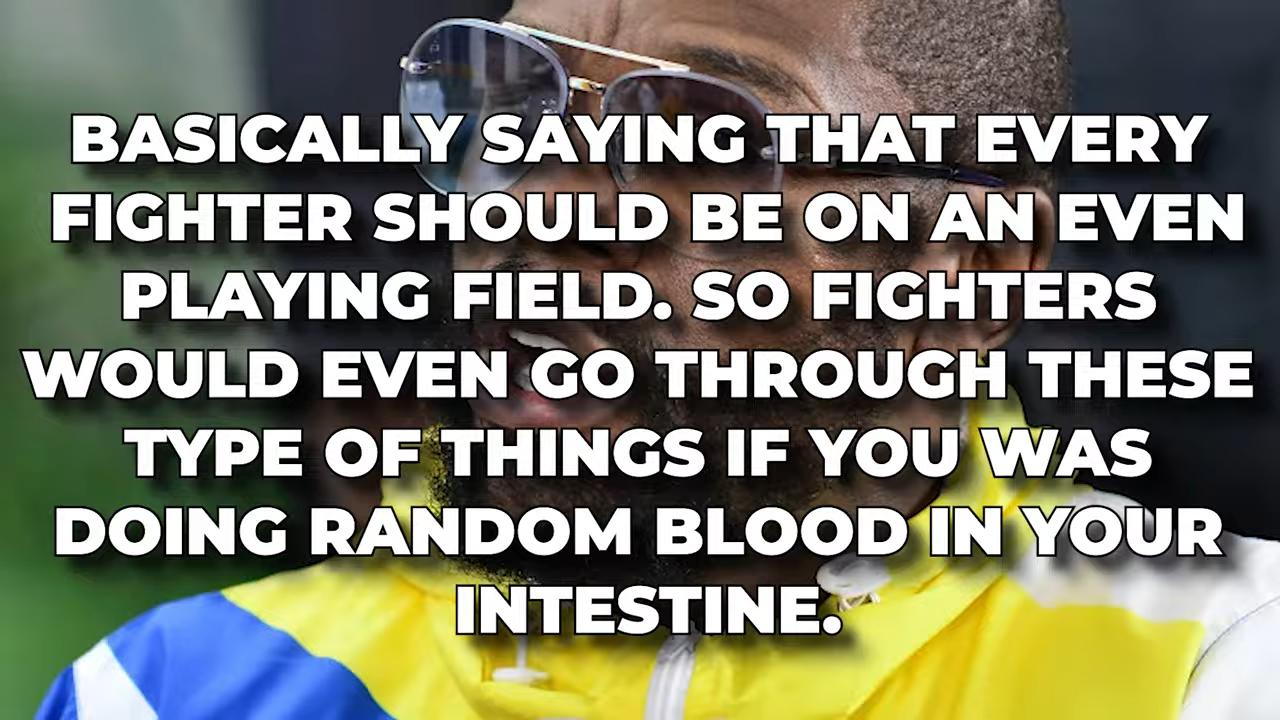 BASICALLY SAYING THAT EVERY
FIGHTER SHOULD BE ON AN EVEN
PLAYING FIELD. SO FIGHTERS
WOULD EVEN GO THROUGH THESE
TYPE OF THINGS IF YOU WAS
DOING RANDOM BLOOD IN YOUR
INTESTINE.